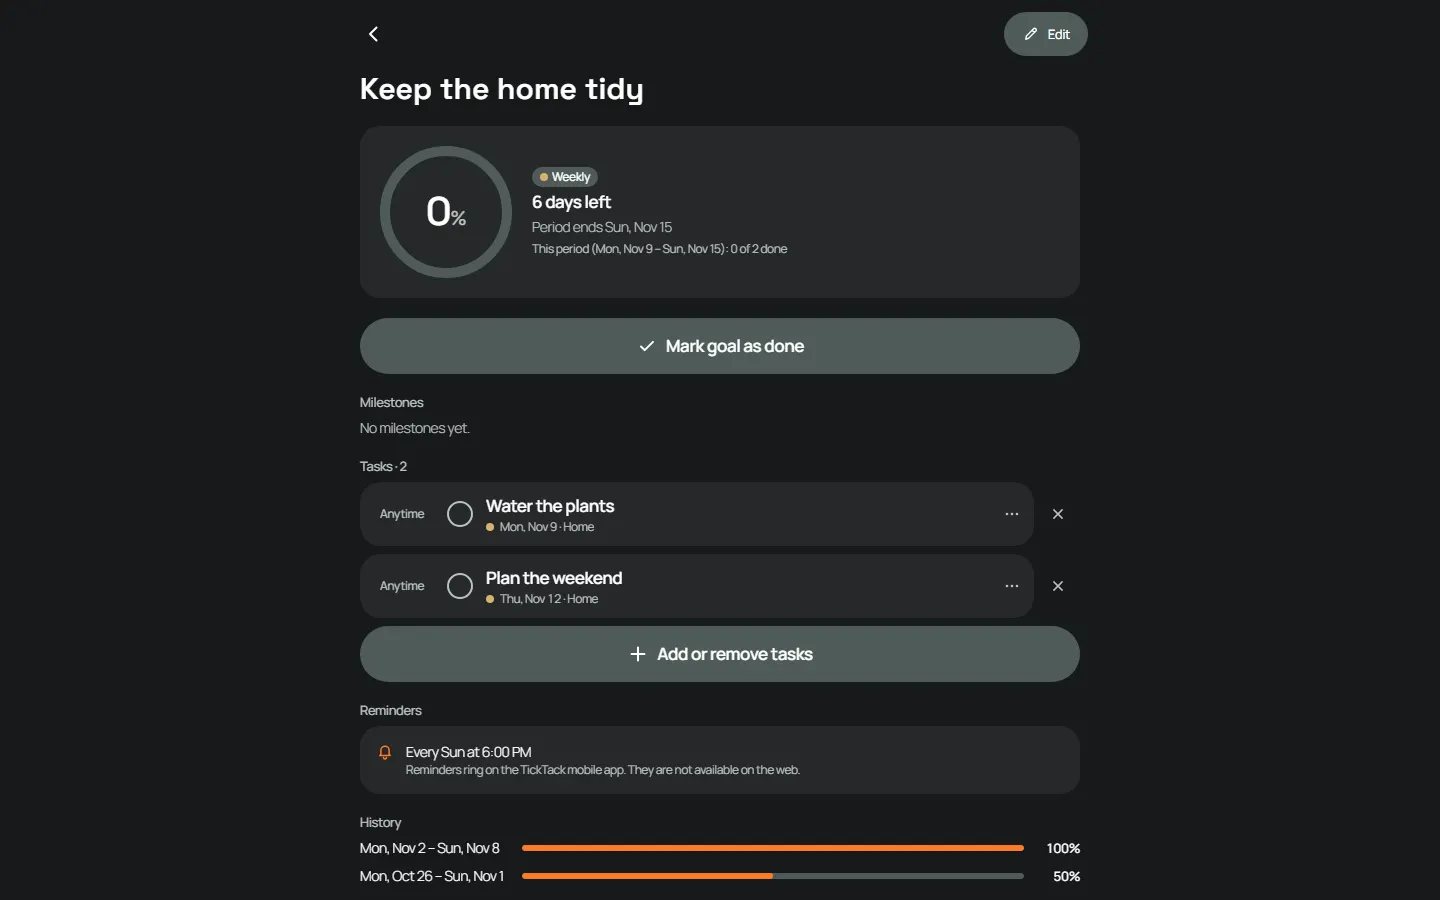 Edit
Keep the home tidy
0%
Weekly
6 days left
Period ends Sun, Nov 15
This period (Mon, Nov 9 – Sun, Nov 15): 0 of 2 done
Mark goal as done
Milestones
No milestones yet.
Tasks · 2
Anytime
Water the plants
Mon, Nov 9 · Home
Anytime
Plan the weekend
Thu, Nov 12 · Home
Add or remove tasks
Reminders
Every Sun at 6:00 PM
Reminders ring on the TickTack mobile app. They are not available on the web.
History
Mon, Nov 2 – Sun, Nov 8 100%
Mon, Oct 26 – Sun, Nov 1 50%